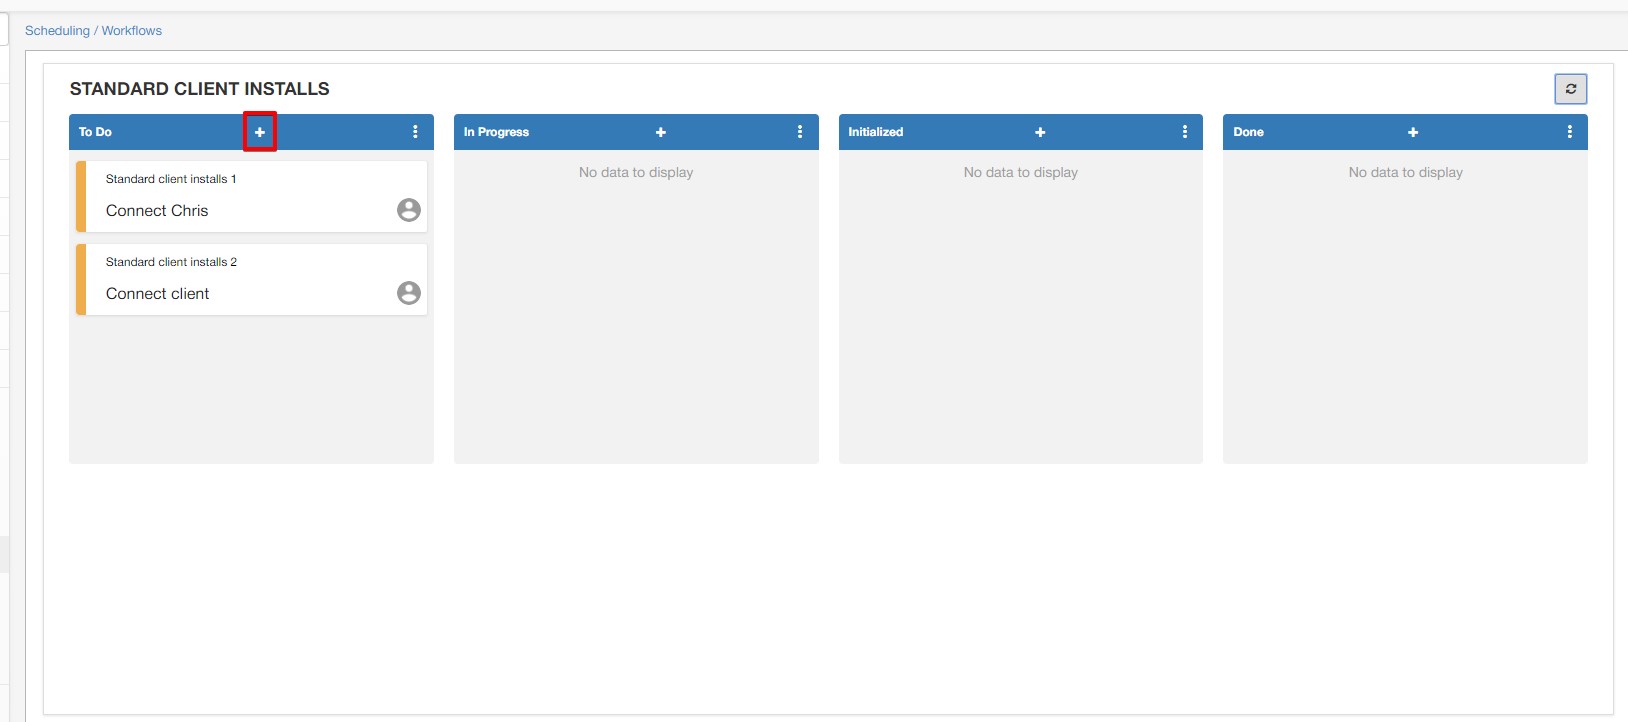 Scheduling / Workflows
STANDARD CLIENT INSTALLS
To Do
Standard client installs 1
Connect Chris
Standard client installs 2
Connect client
In Progress
No data to display
Initialized
No data to display
Done
No data to display